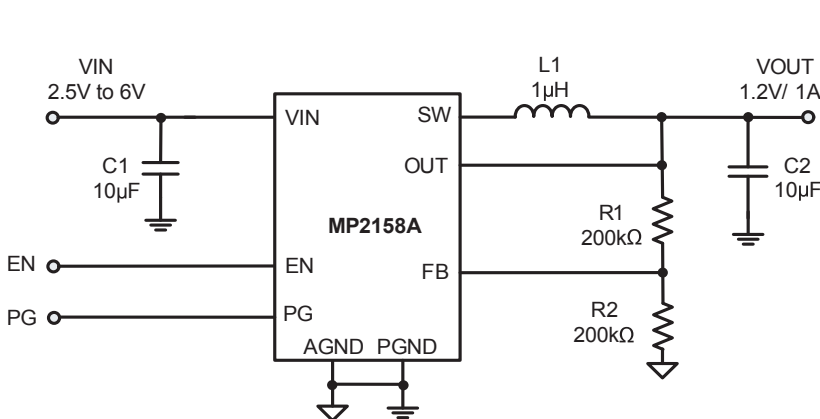 VIN
2.5V to 6V
C1
10µF
EN
PG
VIN
SW
OUT
MP2158A
EN
FB
PG
AGND PGND
L1
1µH
VOUT
1.2V/ 1A
C2
10µF
R1
200kΩ
R2
200kΩ